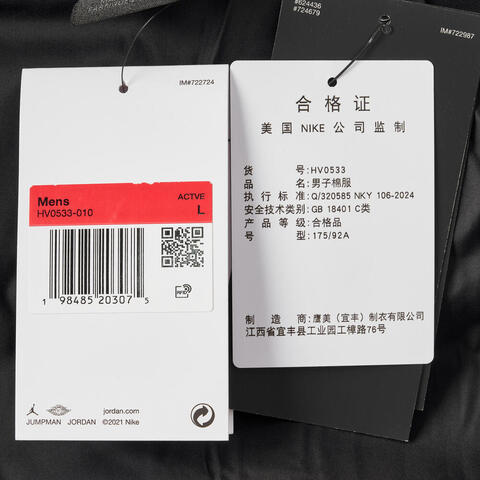 IM#722724
Mens
HV0533-010
ACTVE
L
1 98485 20307 5
RFID
JUMPMAN JORDAN
jordan.com
©2021 Nike
#624436
#724679
IM#722987
合格证
美国 NIKE 公司监制
货号:HV0533
品名:男子棉服
执行标准:Q/320585 NKY 106-2024
安全技术类别:GB 18401 C类
产品等级:合格品
号型:175/92A
制造商:鹰美(宜丰)制衣有限公司
江西省宜丰县工业园工樟路76号